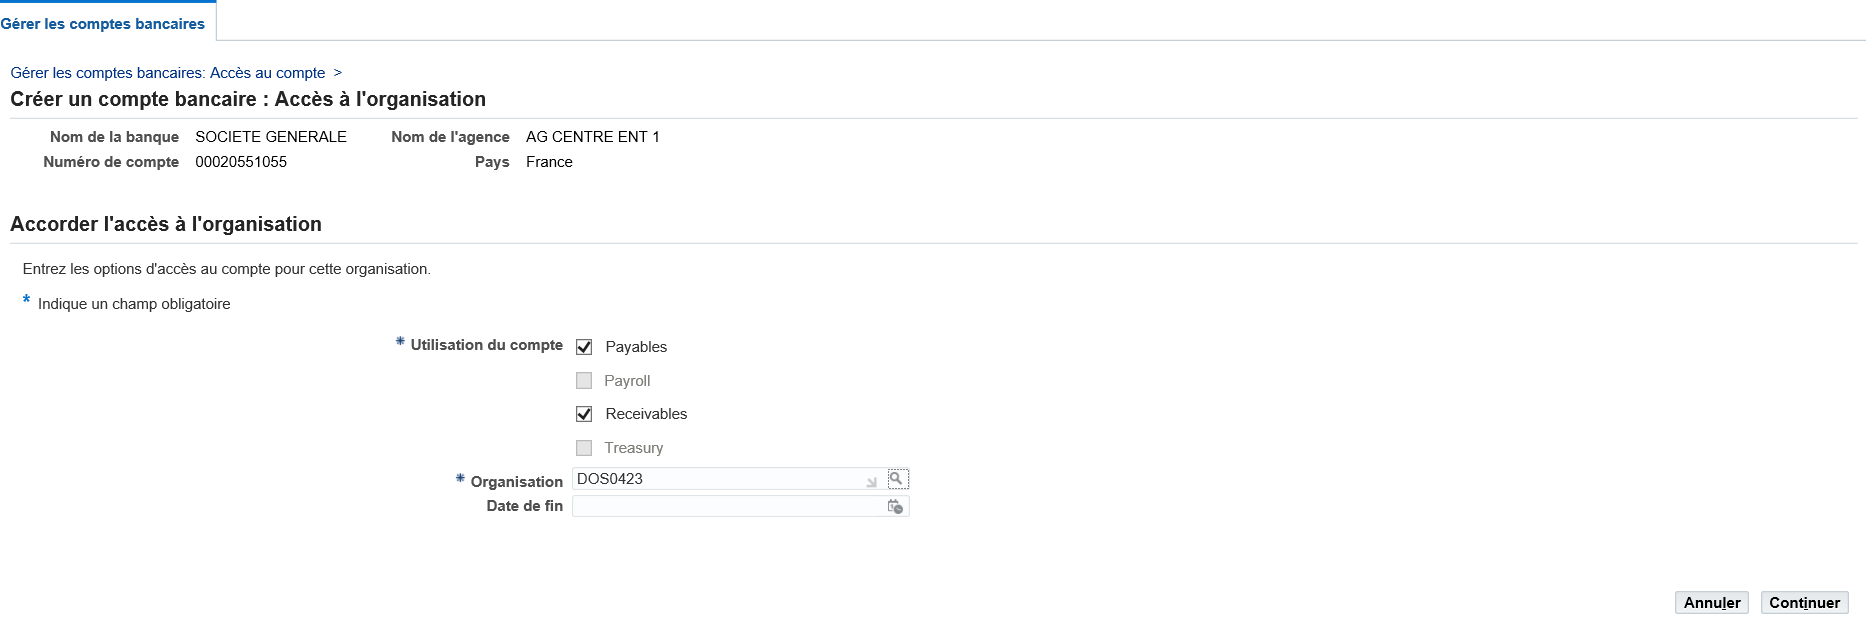 Gérer les comptes bancaires
Gérer les comptes bancaires: Accès au compte >
Créer un compte bancaire : Accès à l'organisation
Nom de la banque SOCIETE GENERALE Nom de l'agence AG CENTRE ENT 1
Numéro de compte 00020551055 Pays France
Accorder l'accès à l'organisation
Entrez les options d'accès au compte pour cette organisation.
* Indique un champ obligatoire
* Utilisation du compte Payables
Payroll
Receivables
Treasury
* Organisation DOS0423
Date de fin
Annuler Continuer